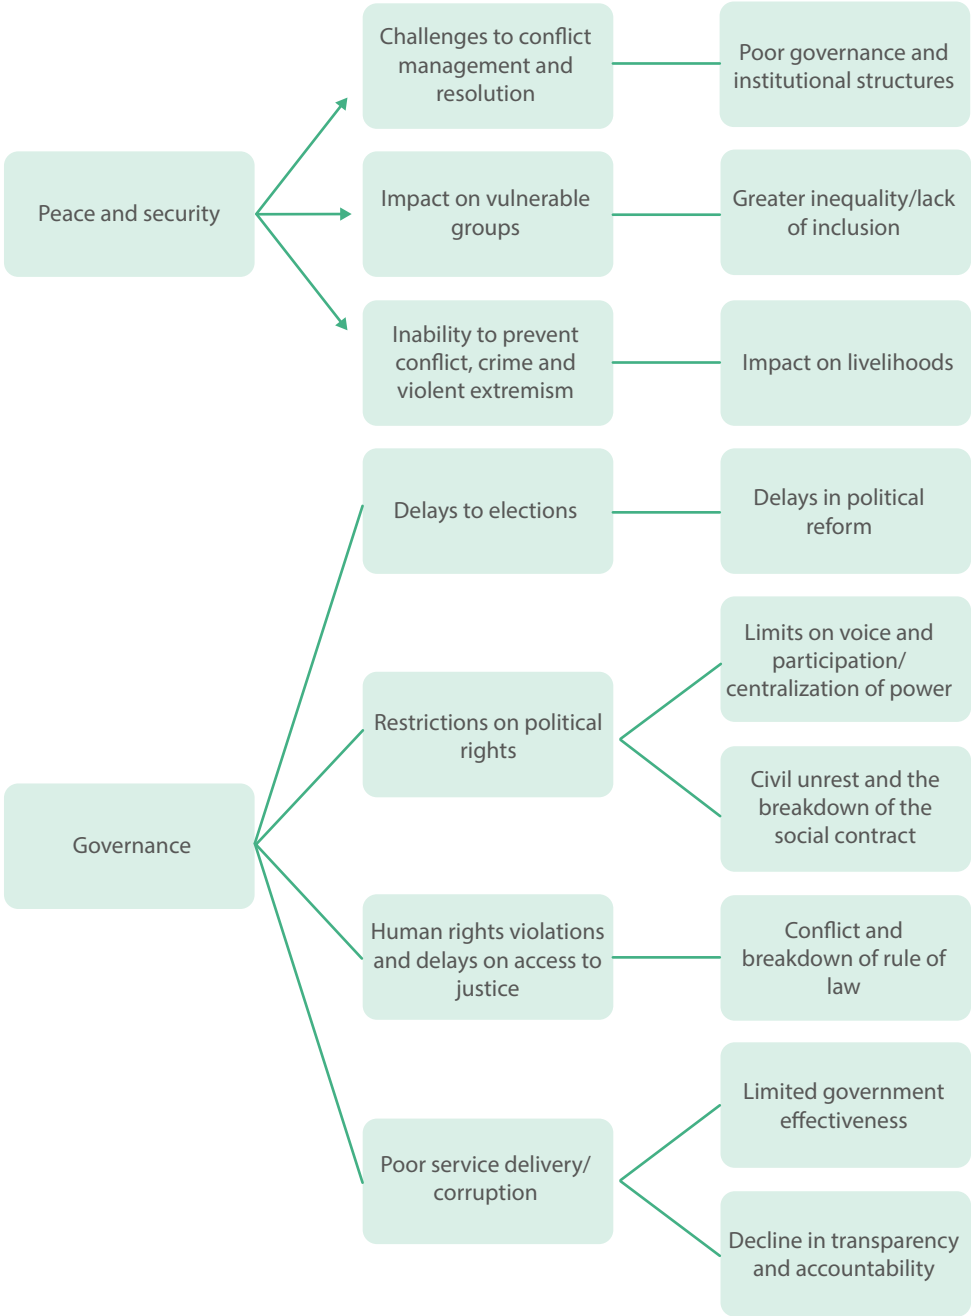 Challenges to conflict
management and
resolution
Poor governance and
institutional structures
Peace and security
Impact on vulnerable
groups
Greater inequality/lack
of inclusion
Inability to prevent
conflict, crime and
violent extremism
Impact on livelihoods
Delays to elections
Delays in political
reform
Limits on voice and
participation/
centralization of power
Restrictions on political
rights
Civil unrest and the
breakdown of the
social contract
Governance
Human rights violations
and delays on access to
justice
Conflict and
breakdown of rule of
law
Limited government
effectiveness
Poor service delivery/
corruption
Decline in transparency
and accountability